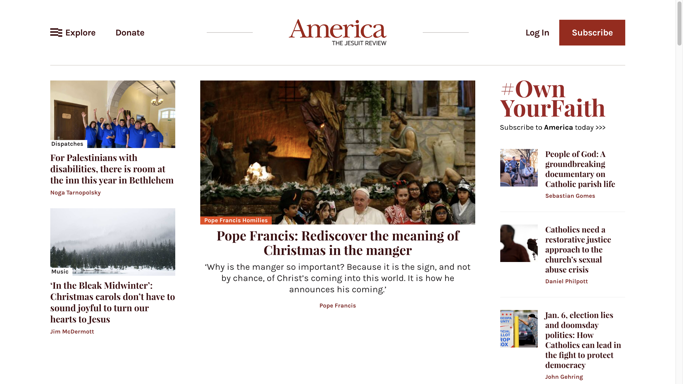 Explore
Donate
America
THE JESUIT REVIEW
Log In
Subscribe
Dispatches
For Palestinians with
disabilities, there is room at
the inn this year in Bethlehem
Noga Tarnopolsky
Music
‘In the Bleak Midwinter’:
Christmas carols don’t have to
sound joyful to turn our
hearts to Jesus
Jim McDermott
Pope Francis Homilies
Pope Francis: Rediscover the meaning of
Christmas in the manger
‘Why is the manger so important? Because it is the sign, and not
by chance, of Christ’s coming into this world. It is how he
announces his coming.’
Pope Francis
#Own
YourFaith
Subscribe to America today >>>
People of God: A
groundbreaking
documentary on
Catholic parish life
Sebastian Gomes
Catholics need a
restorative justice
approach to the
church’s sexual
abuse crisis
Daniel Philpott
Jan. 6, election lies
and doomsday
politics: How
Catholics can lead in
the fight to protect
democracy
John Gehring